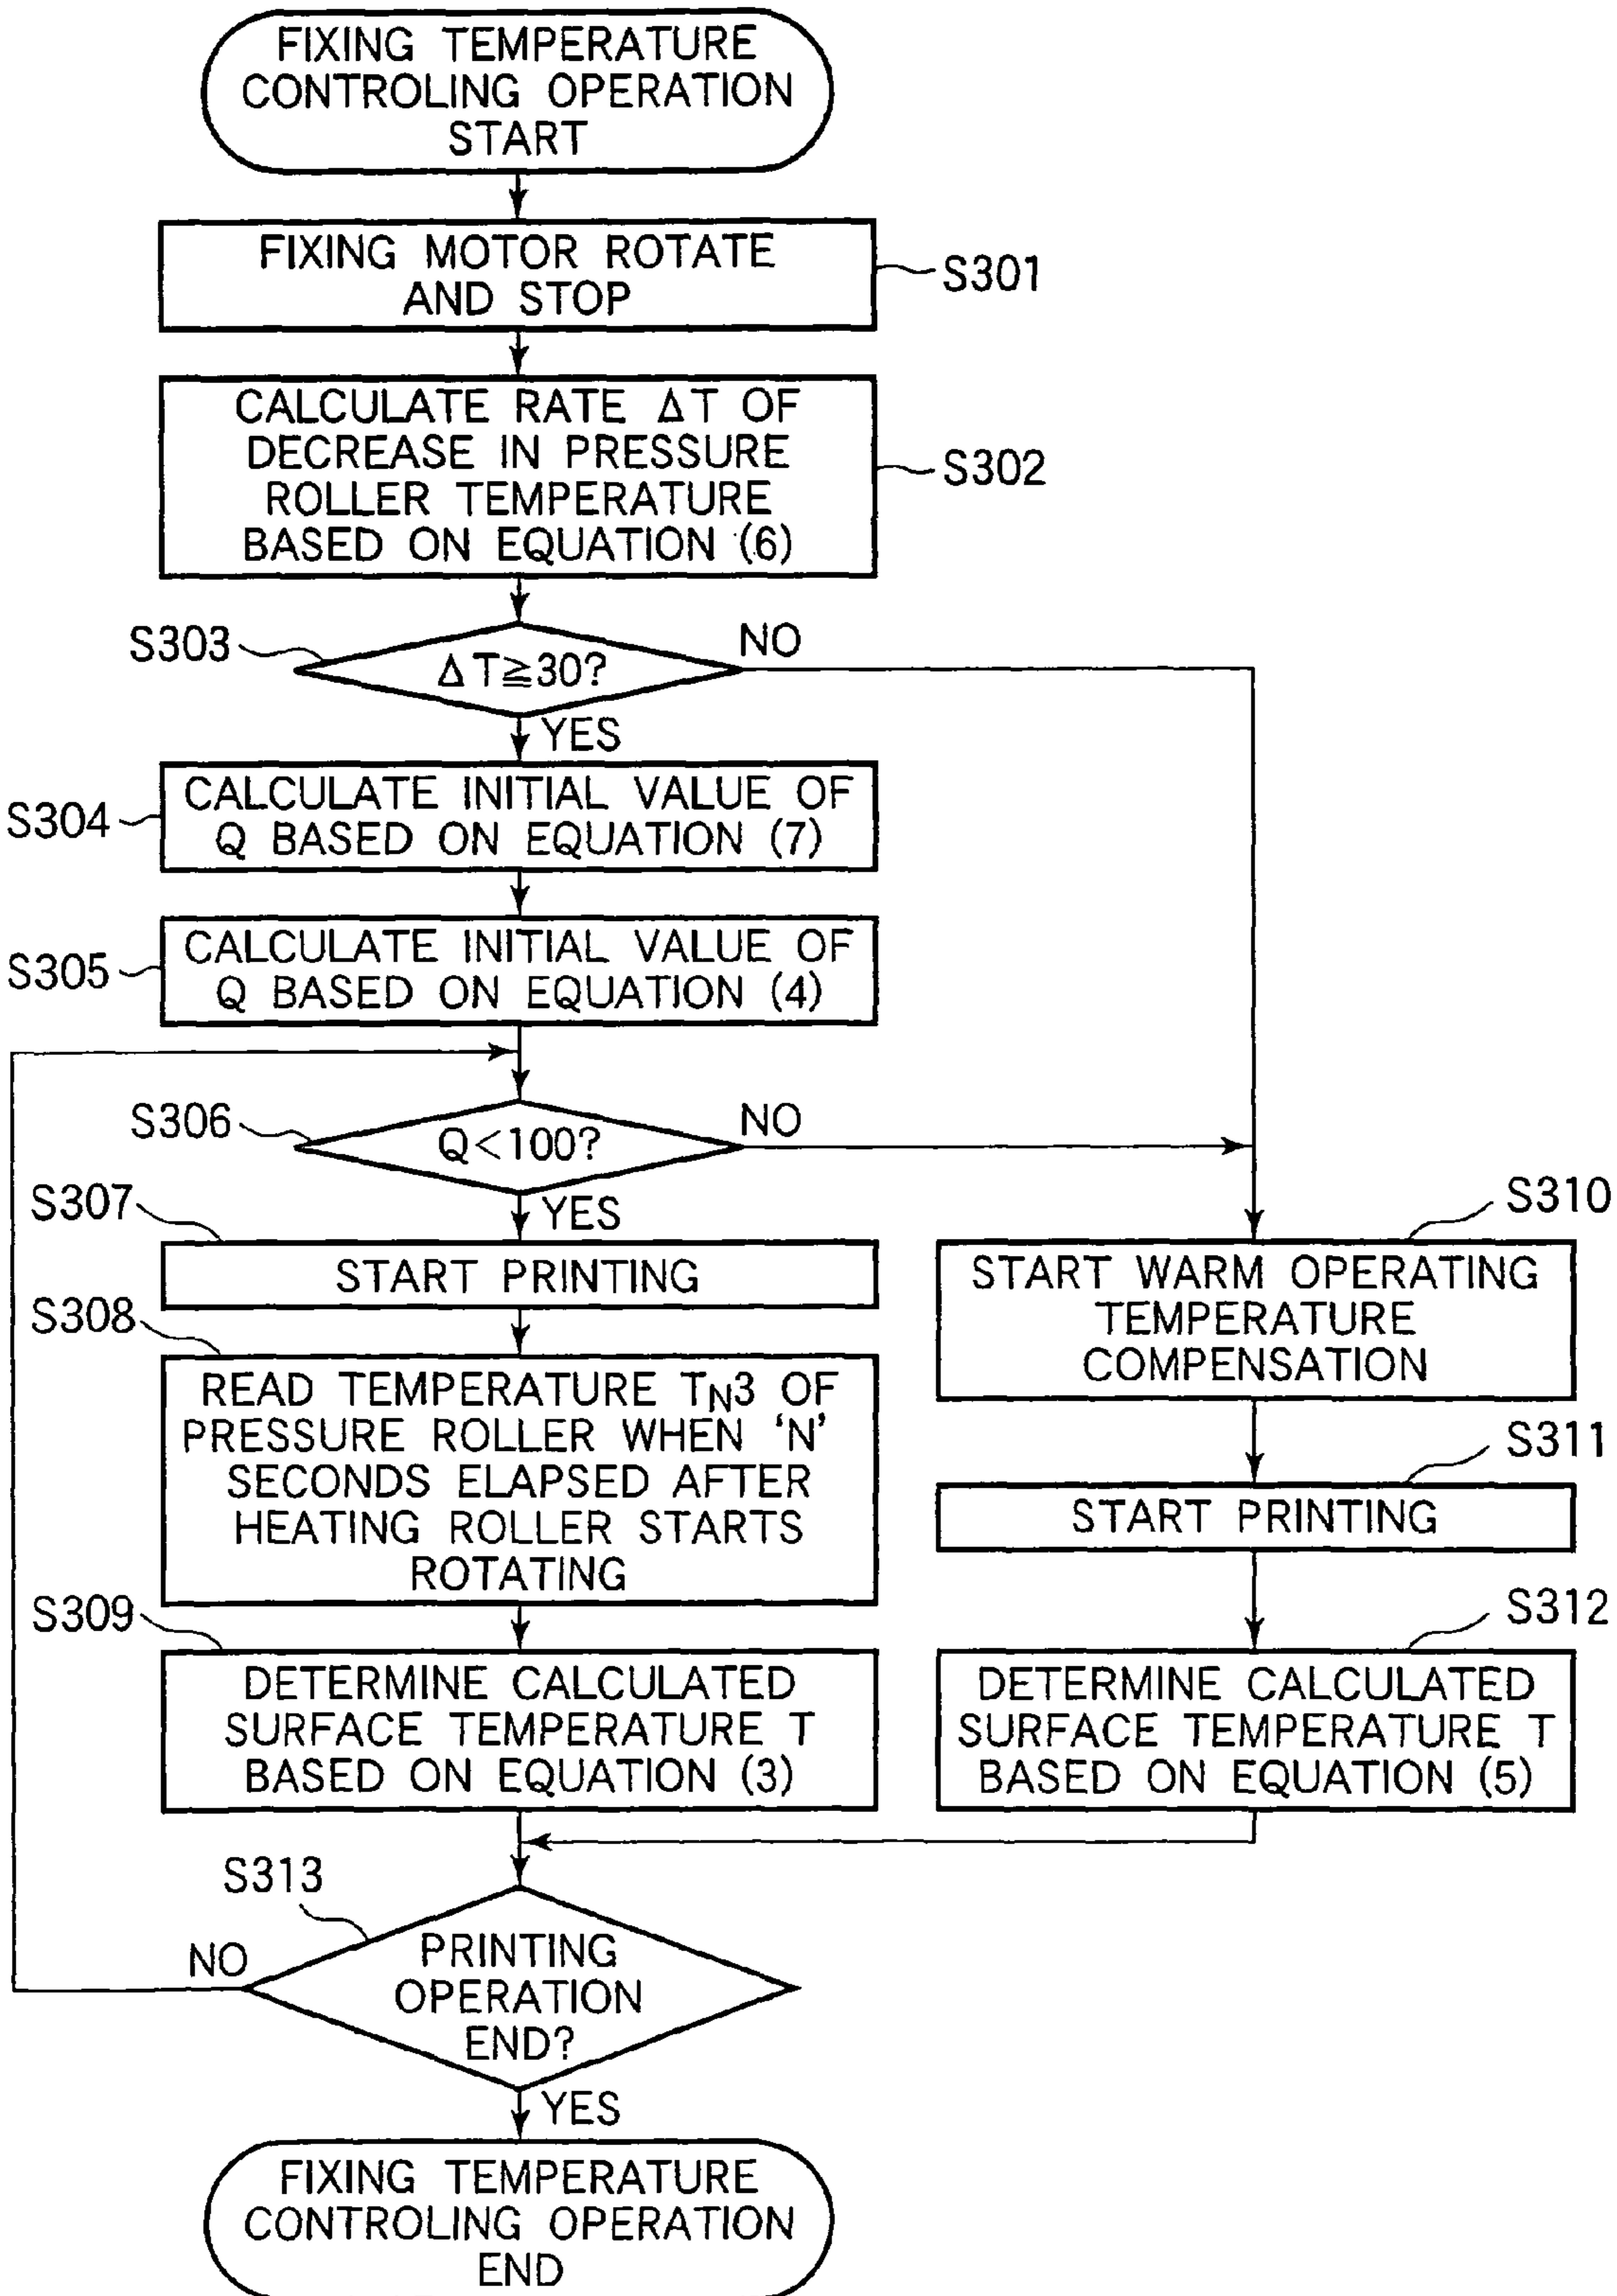 FIXING TEMPERATURE
CONTROLING OPERATION
START
FIXING MOTOR ROTATE
AND STOP
S301
CALCULATE RATE ΔT OF
DECREASE IN PRESSURE
ROLLER TEMPERATURE
BASED ON EQUATION (6)
S302
S303
ΔT≧30?
NO
YES
S304
CALCULATE INITIAL VALUE OF
Q BASED ON EQUATION (7)
S305
CALCULATE INITIAL VALUE OF
Q BASED ON EQUATION (4)
S306
Q<100?
NO
YES
S307
START PRINTING
S308
READ TEMPERATURE TN3 OF
PRESSURE ROLLER WHEN ‘N’
SECONDS ELAPSED AFTER
HEATING ROLLER STARTS
ROTATING
S309
DETERMINE CALCULATED
SURFACE TEMPERATURE T
BASED ON EQUATION (3)
S310
START WARM OPERATING
TEMPERATURE
COMPENSATION
S311
START PRINTING
S312
DETERMINE CALCULATED
SURFACE TEMPERATURE T
BASED ON EQUATION (5)
S313
PRINTING
OPERATION
END?
NO
YES
FIXING TEMPERATURE
CONTROLING OPERATION
END